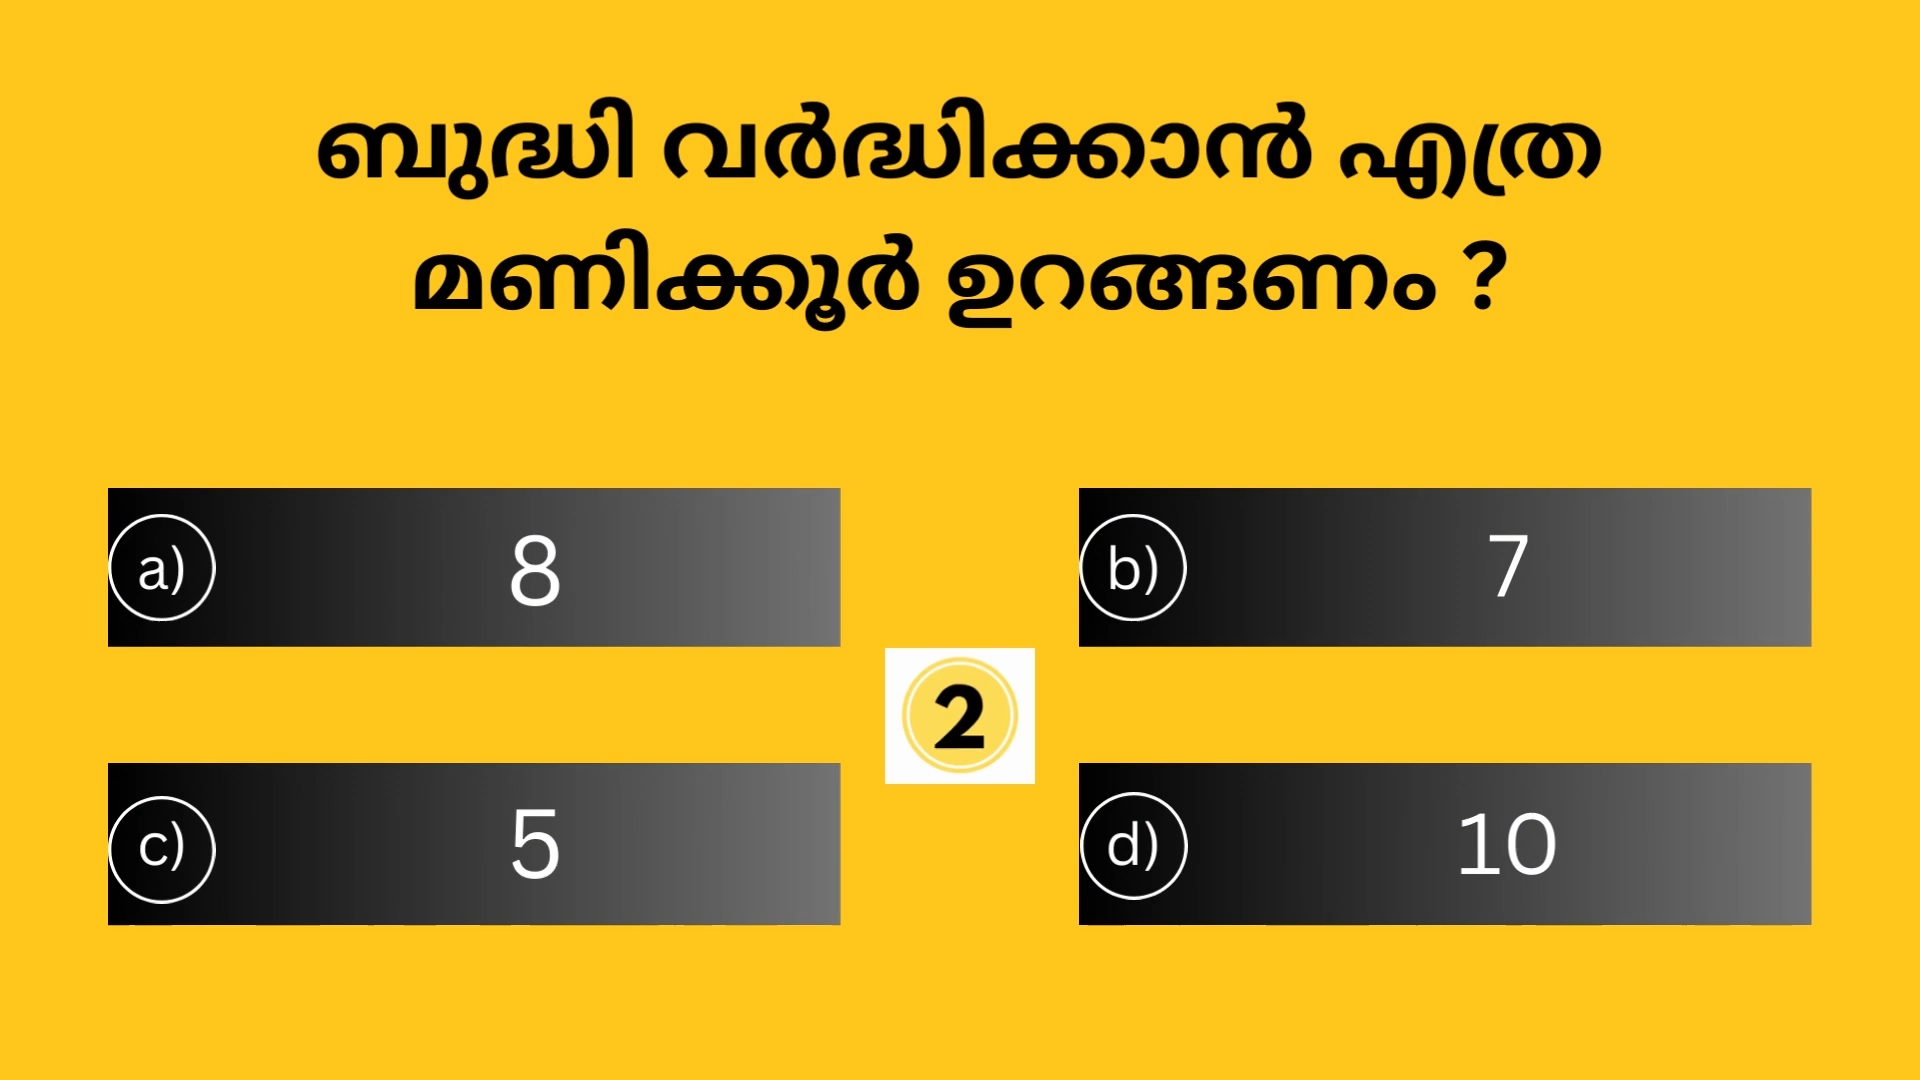 ബുദ്ധി വർദ്ധിക്കാൻ എത്ര
മണിക്കൂർ ഉറങ്ങണം ?
a) 8
b) 7
2
c) 5
d) 10